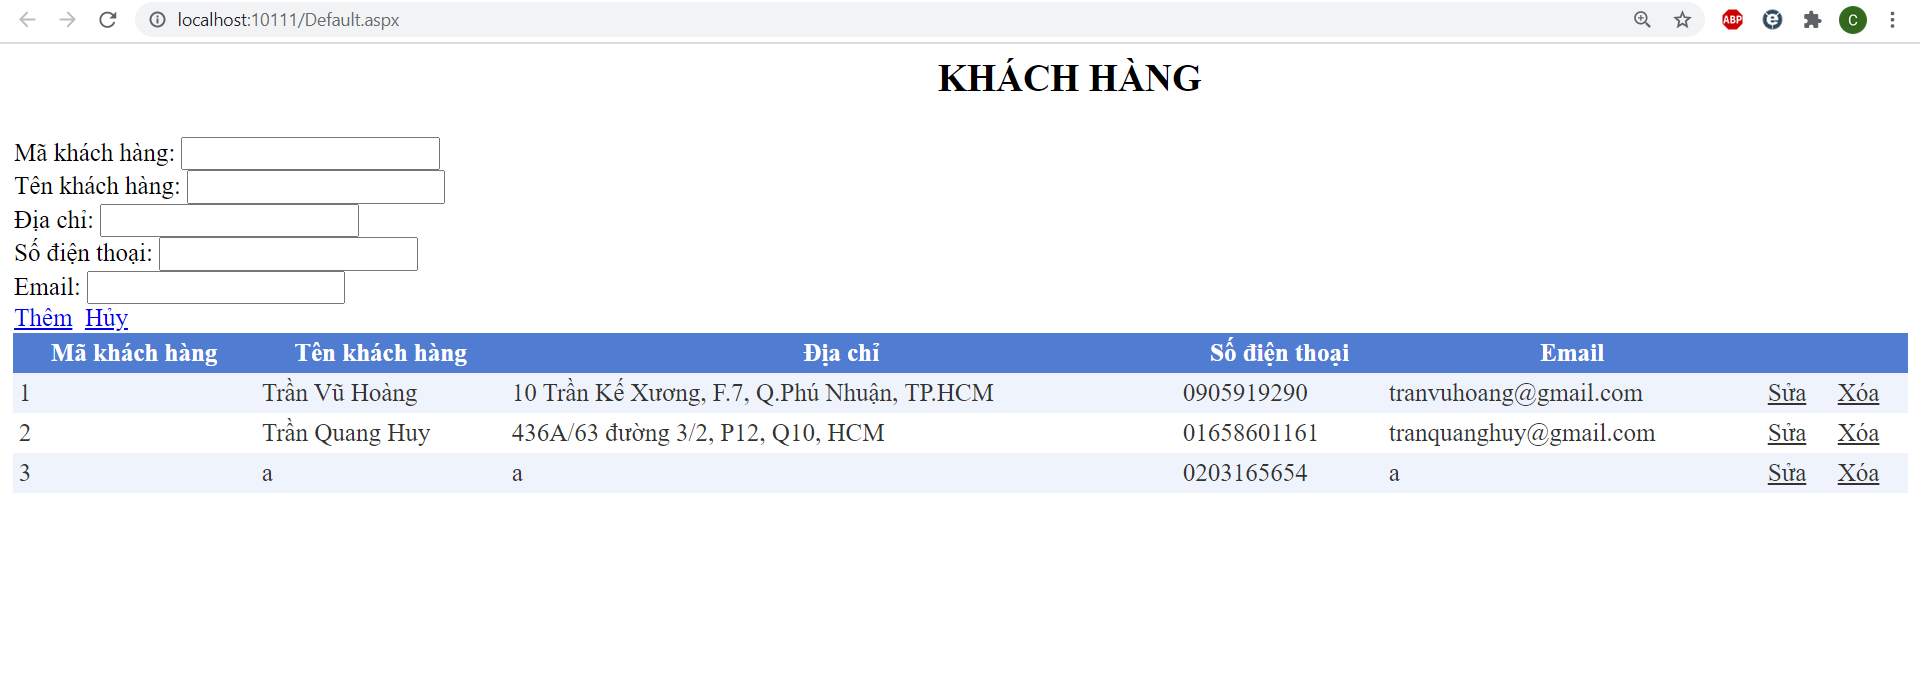 localhost:10111/Default.aspx
ABP
C
KHÁCH HÀNG
Mã khách hàng:
Tên khách hàng:
Địa chỉ:
Số điện thoại:
Email:
Thêm Hủy
Mã khách hàng Tên khách hàng Địa chỉ Số điện thoại Email
1 Trần Vũ Hoàng 10 Trần Kế Xương, F.7, Q.Phú Nhuận, TP.HCM 0905919290 tranvuhoang@gmail.com Sửa Xóa
2 Trần Quang Huy 436A/63 đường 3/2, P12, Q10, HCM 01658601161 tranquanghuy@gmail.com Sửa Xóa
3 a a 0203165654 a Sửa Xóa